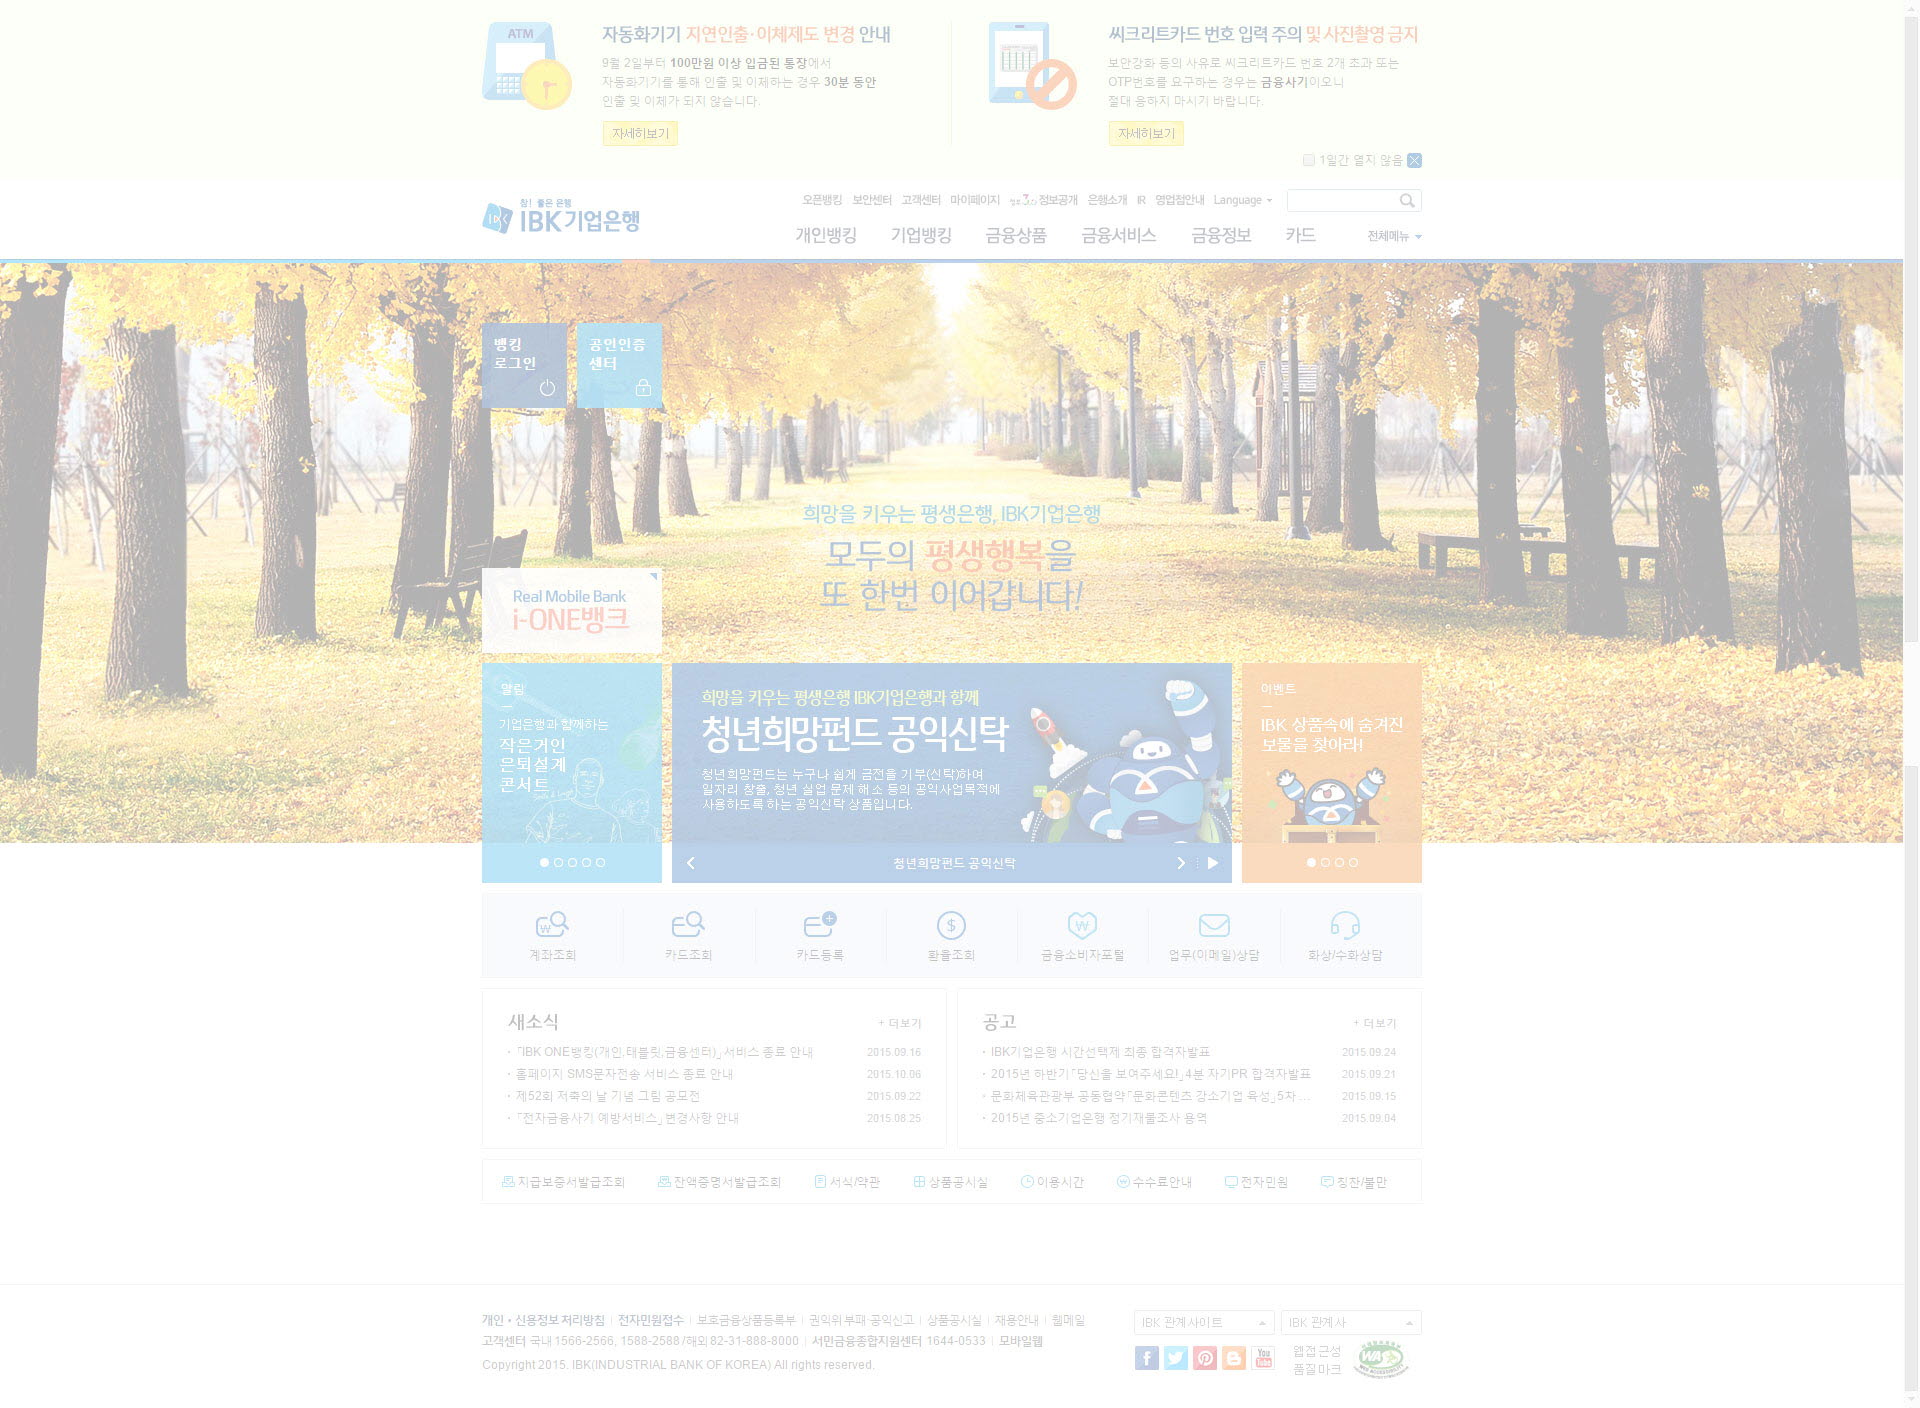 ATM
자동화기기 지연인출·이체제도 변경 안내
9월 2일부터 100만원 이상 입금된 통장에서
자동화기기를 통해 인출 및 이체하는 경우 30분 동안
인출 및 이체가 되지 않습니다.
자세히보기
씨크리트카드 번호 입력 주의 및 사진촬영 금지
보안강화 등의 사유로 씨크리트카드 번호 2개 초과 또는
OTP번호를 요구하는 경우는 금융사기이오니
절대 응하지 마시기 바랍니다.
자세히보기
1일간 열지 않음
오픈뱅킹 보안센터 고객센터 마이페이지 정보공개 은행소개 IR 영업점안내 Language
참! 좋은 은행
IBK기업은행
개인뱅킹 기업뱅킹 금융상품 금융서비스 금융정보 카드 전체메뉴
뱅킹
로그인
공인인증
센터
희망을 키우는 평생은행, IBK기업은행
모두의 평생행복을
또 한번 이어갑니다!
Real Mobile Bank
i-ONE뱅크
알림
기업은행과 함께하는
작은거인
은퇴설계
콘서트
희망을 키우는 평생은행 IBK기업은행과 함께
청년희망펀드 공익신탁
청년희망펀드는 누구나 쉽게 금전을 기부(신탁)하여
일자리 창출, 청년 실업 문제 해소 등의 공익사업목적에
사용하도록 하는 공익신탁 상품입니다.
청년희망펀드 공익신탁
이벤트
IBK 상품속에 숨겨진
보물을 찾아라!
계좌조회 카드조회 카드등록 환율조회 금융소비자포털 업무(이메일)상담 화상/수화상담
새소식 + 더보기
· 「IBK ONE뱅킹(개인,태블릿,금융센터)」서비스 종료 안내 2015.09.16
· 홈페이지 SMS문자전송 서비스 종료 안내 2015.10.06
· 제52회 저축의 날 기념 그림 공모전 2015.09.22
· 「전자금융사기 예방서비스」변경사항 안내 2015.08.25
공고 + 더보기
· IBK기업은행 시간선택제 최종 합격자발표 2015.09.24
· 2015년 하반기 「당신을 보여주세요!」4분 자기PR 합격자발표 2015.09.21
· 문화체육관광부 공동협약 「문화콘텐츠 강소기업 육성」5차 ... 2015.09.15
· 2015년 중소기업은행 정기재물조사 용역 2015.09.04
지급보증서발급조회 잔액증명서발급조회 서식/약관 상품공시실 이용시간 수수료안내 전자민원 칭찬/불만
개인·신용정보 처리방침 | 전자민원접수 | 보호금융상품등록부 | 권익위 부패·공익신고 | 상품공시실 | 채용안내 | 웹메일
고객센터 국내 1566-2566, 1588-2588 /해외 82-31-888-8000 | 서민금융종합지원센터 1644-0533 | 모바일웹
Copyright 2015. IBK(INDUSTRIAL BANK OF KOREA) All rights reserved.
IBK 관계사이트
IBK 관계사
You
Tube
웹접근성
품질마크
WA